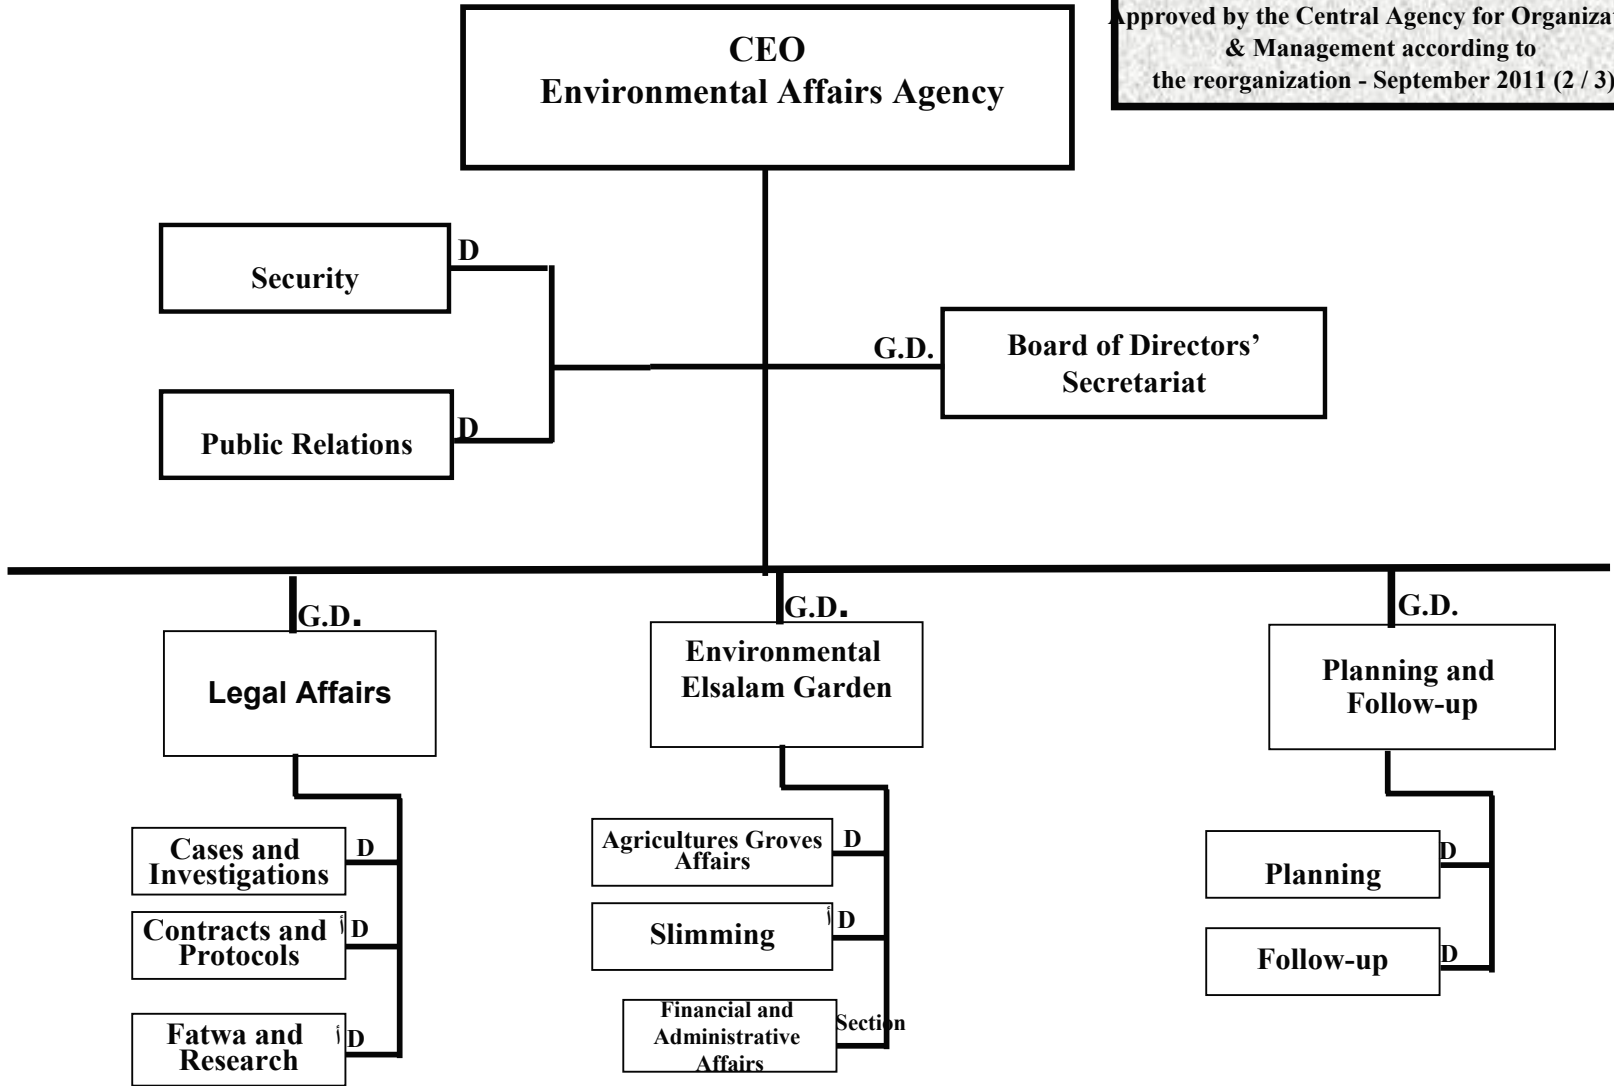 Approved by the Central Agency for
& Management according to
the reorganization - September 2011 (2 / 3)
CEO
Environmental Affairs Agency
D
Security
G.D.
Board of Directors’
Secretariat
D
Public Relations
G.D.
Legal Affairs
G.D.
Environmental
Elsalam Garden
G.D.
Planning and
Follow-up
Cases and
Investigations
D
Contracts and
Protocols
أ D
Fatwa and
Research
أ D
Agricultures Groves
Affairs
D
Slimming
أ D
Financial and
Administrative
Affairs
Section
Planning
D
Follow-up
D